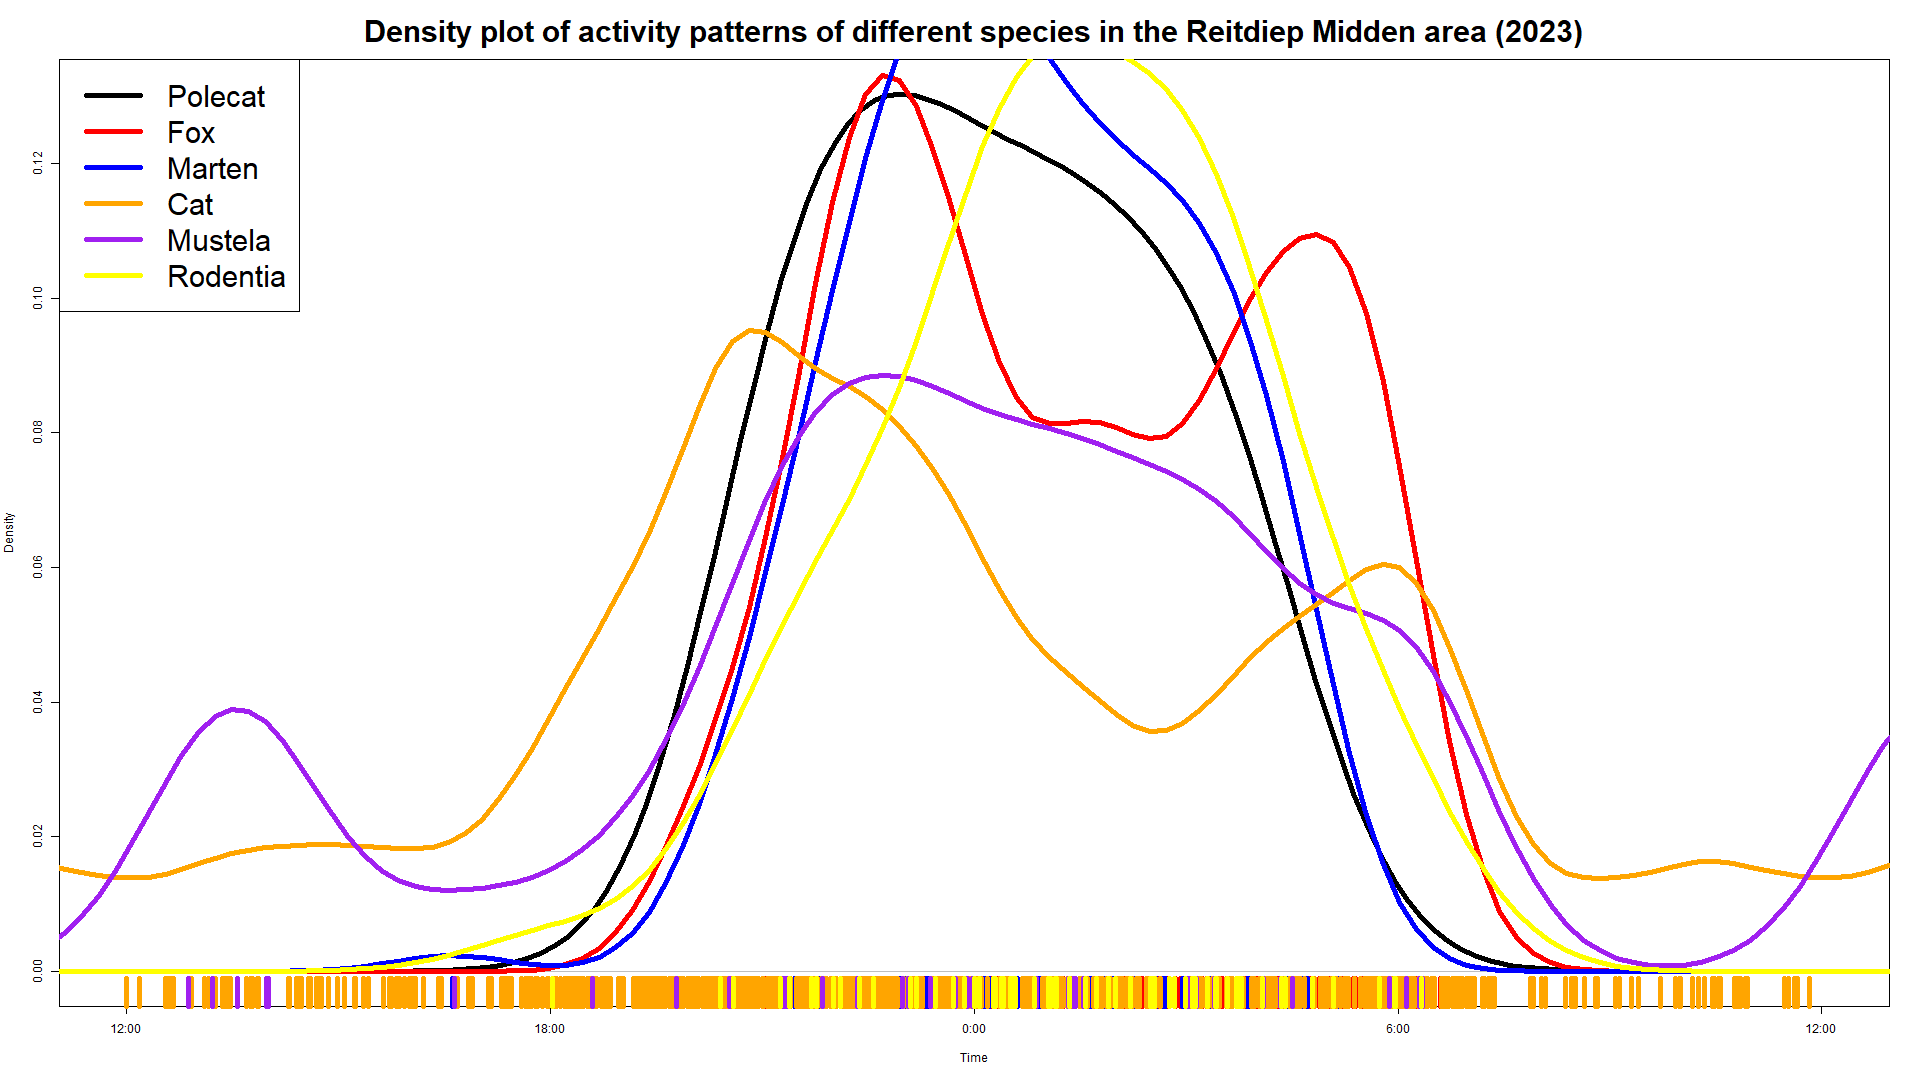 Density plot of activity patterns of different species in the Reitdiep Midden area (2023)
Polecat
Fox
Marten
Cat
Mustela
Rodentia
Density
0.12
0.10
0.08
0.06
0.04
0.02
0.00
12:00 18:00 0:00 6:00 12:00
Time